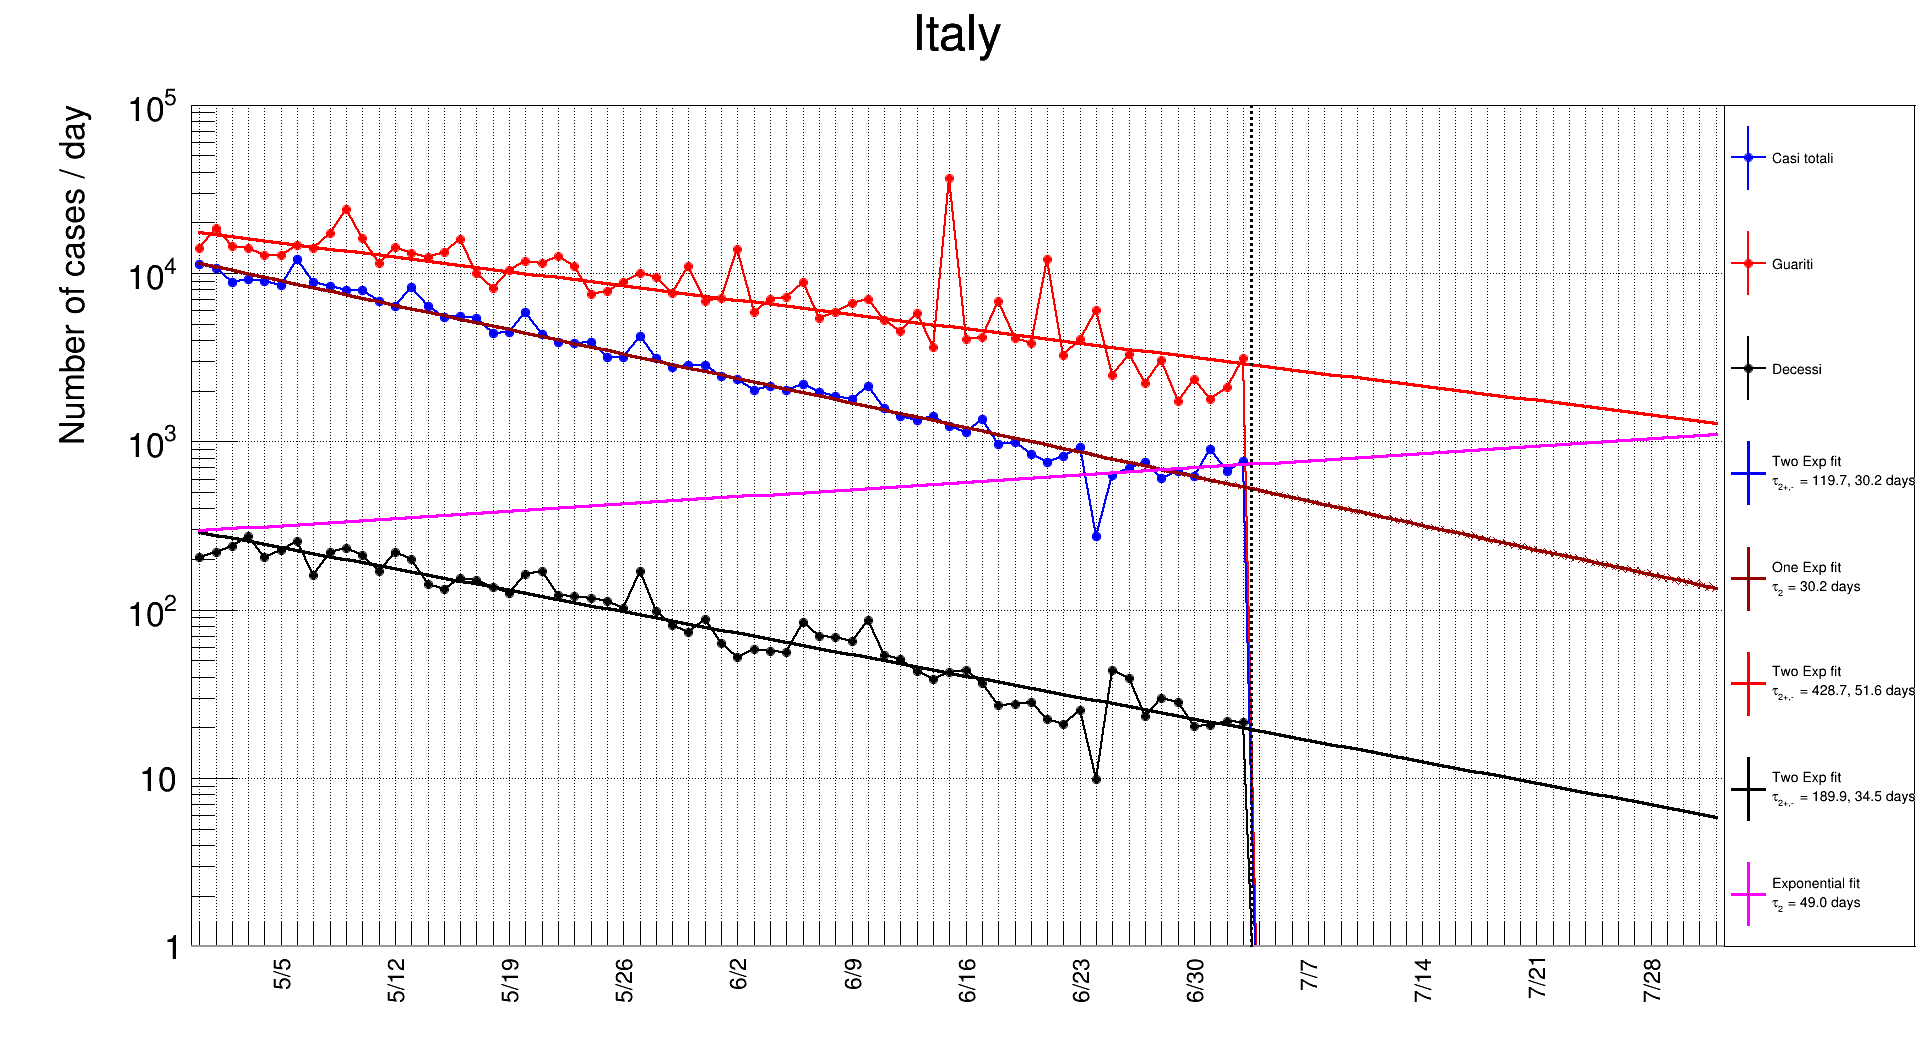 Italy
Number of cases / day
10^5
10^4
10^3
10^2
10
1
5/5
5/12
5/19
5/26
6/2
6/9
6/16
6/23
6/30
7/7
7/14
7/21
7/28
Casi totali
Guariti
Decessi
Two Exp fit
τ2+,- = 119.7, 30.2 days
One Exp fit
τ2 = 30.2 days
Two Exp fit
τ2+,- = 428.7, 51.6 days
Two Exp fit
τ2+,- = 189.9, 34.5 days
Exponential fit
τ2 = 49.0 days